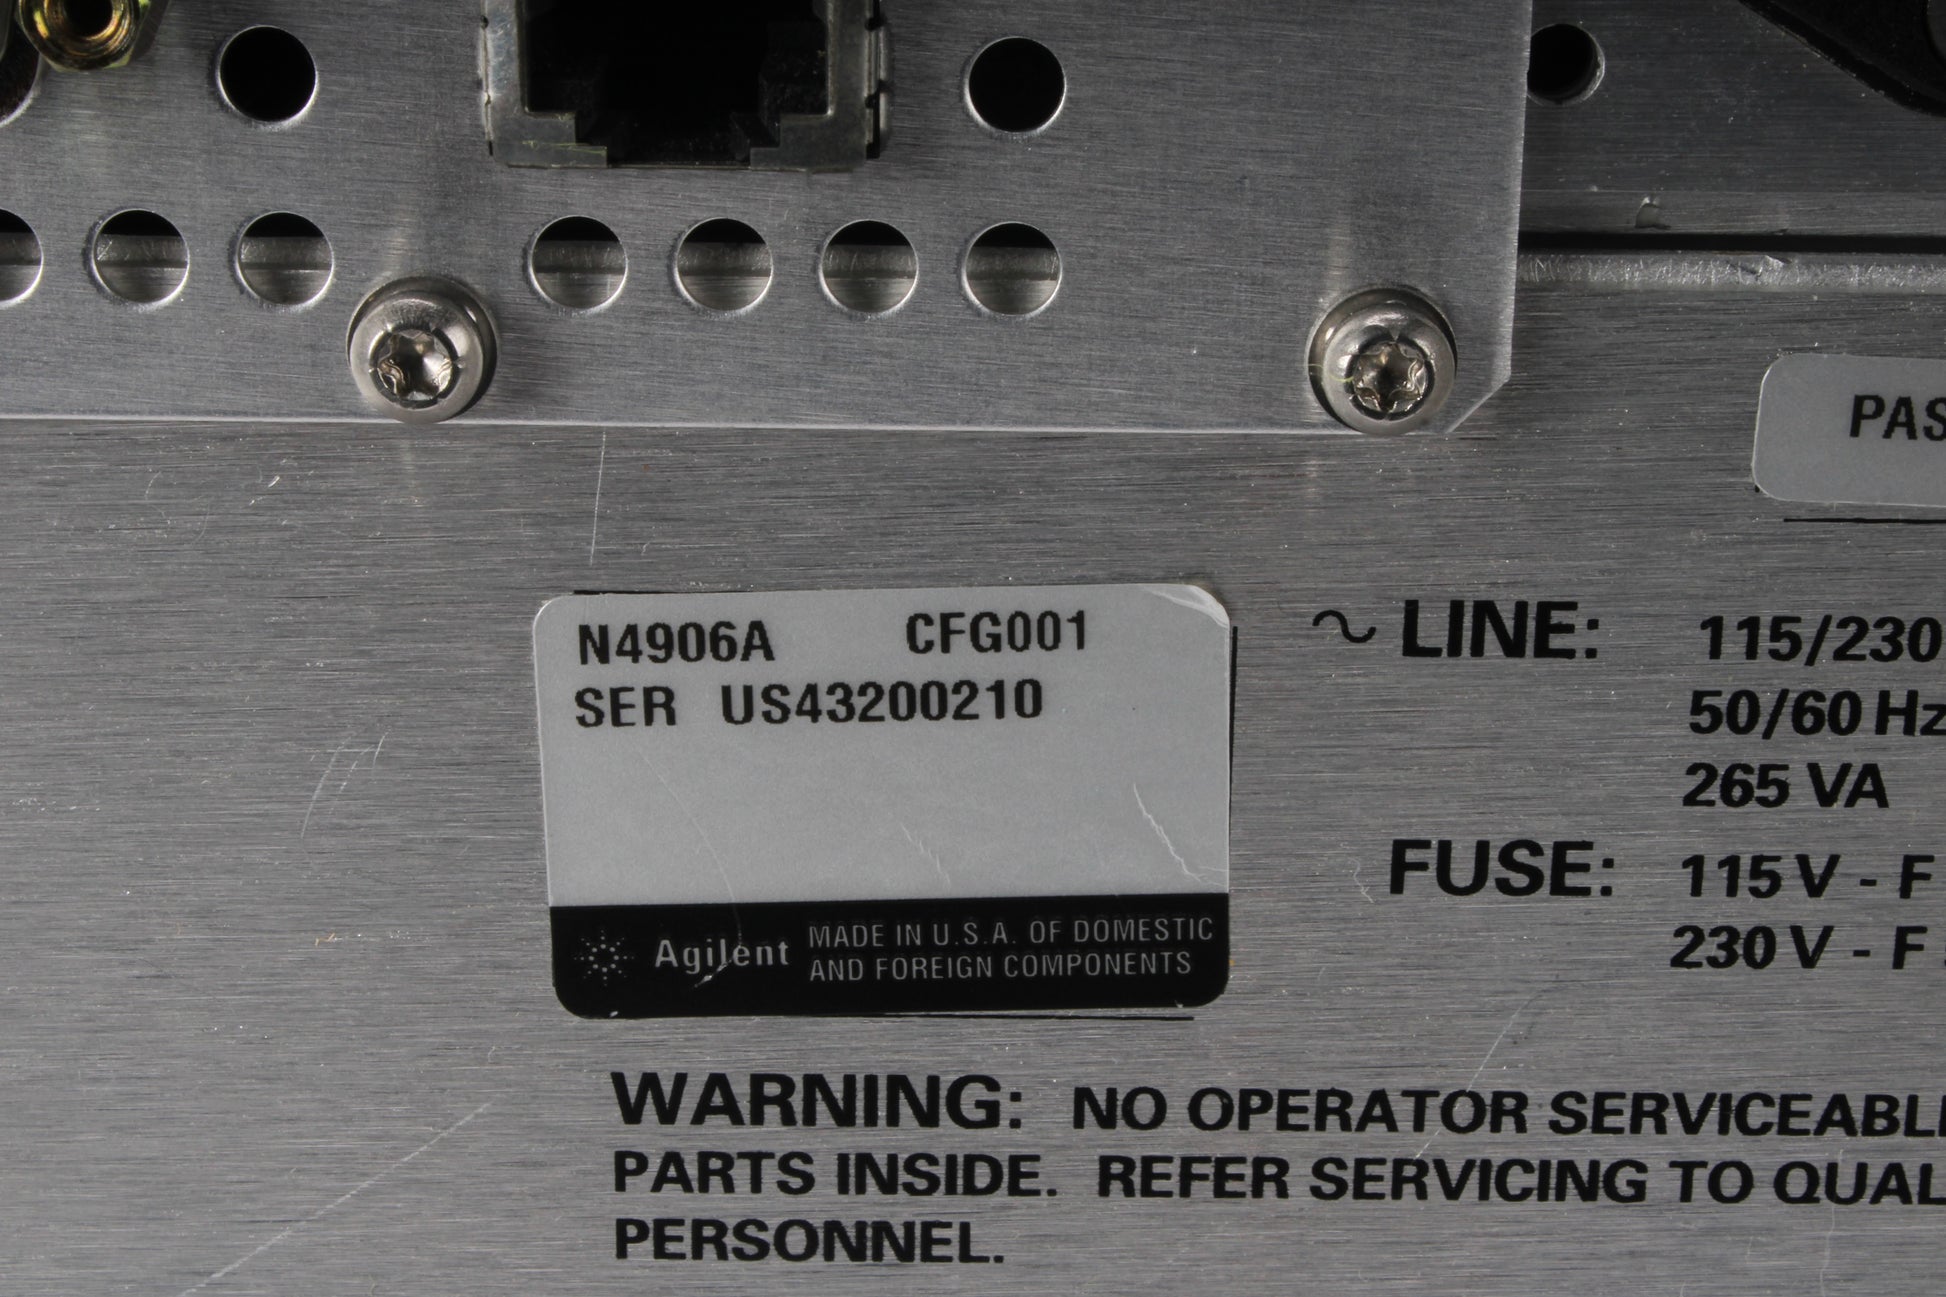 PAS
N4906A CFG001
SER US43200210
Agilent MADE IN U.S.A. OF DOMESTIC
AND FOREIGN COMPONENTS
~ LINE: 115/230
50/60 Hz
265 VA
FUSE: 115 V - F
230 V - F
WARNING: NO OPERATOR SERVICEABL
PARTS INSIDE. REFER SERVICING TO QUAL
PERSONNEL.